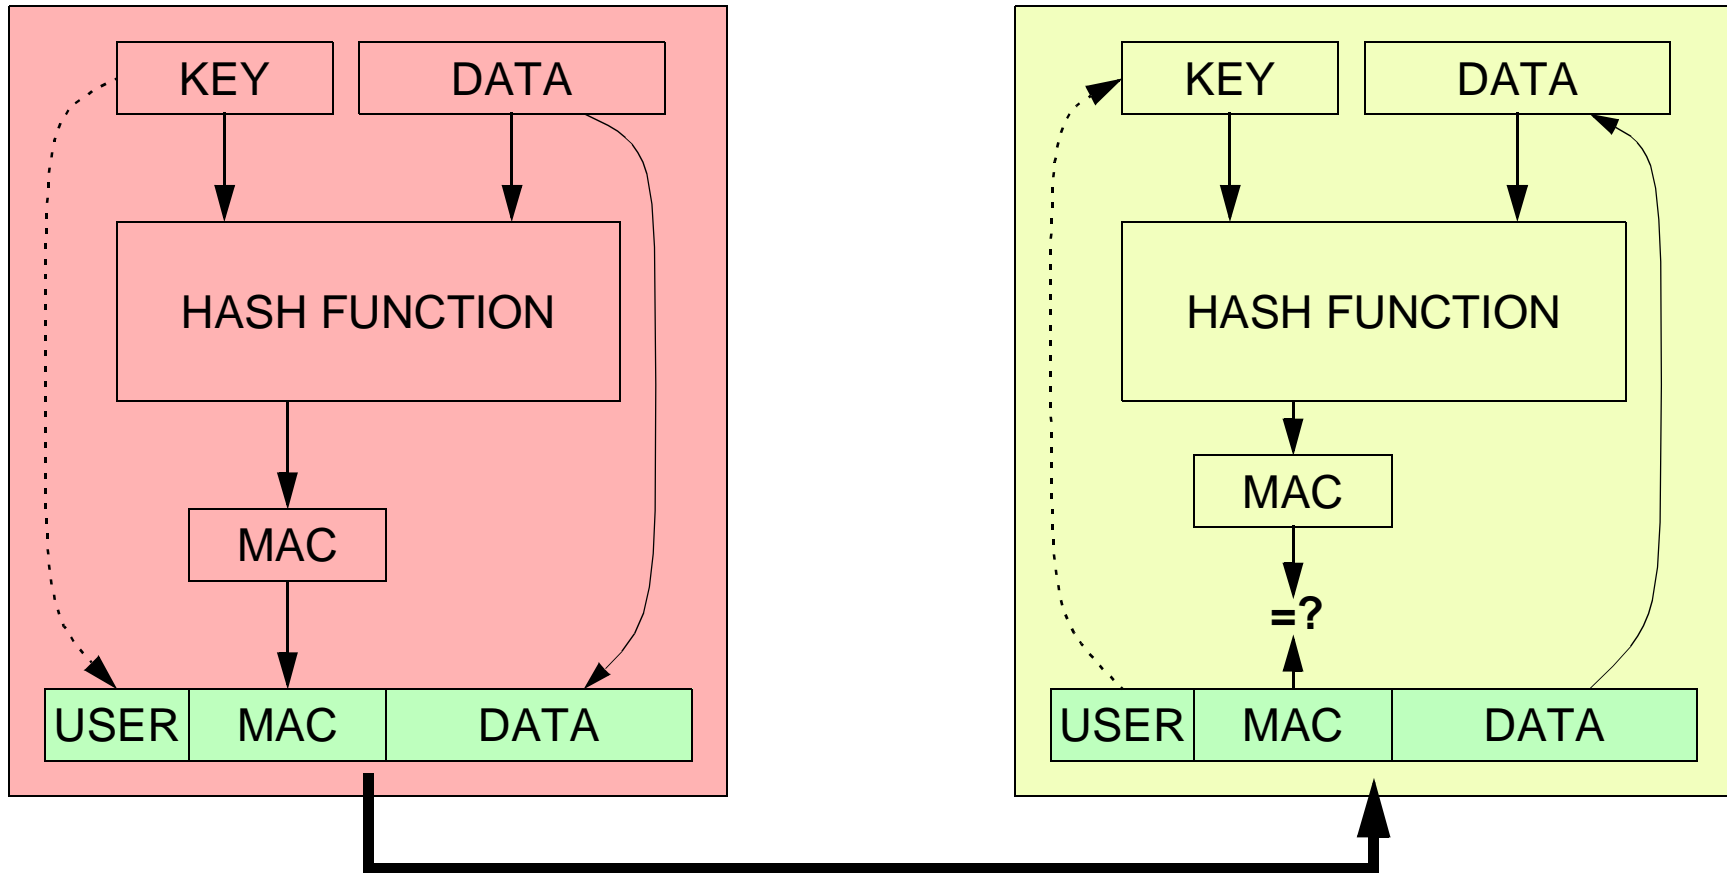 KEY DATA
HASH FUNCTION
MAC
USER MAC DATA
KEY DATA
HASH FUNCTION
MAC
=?
USER MAC DATA